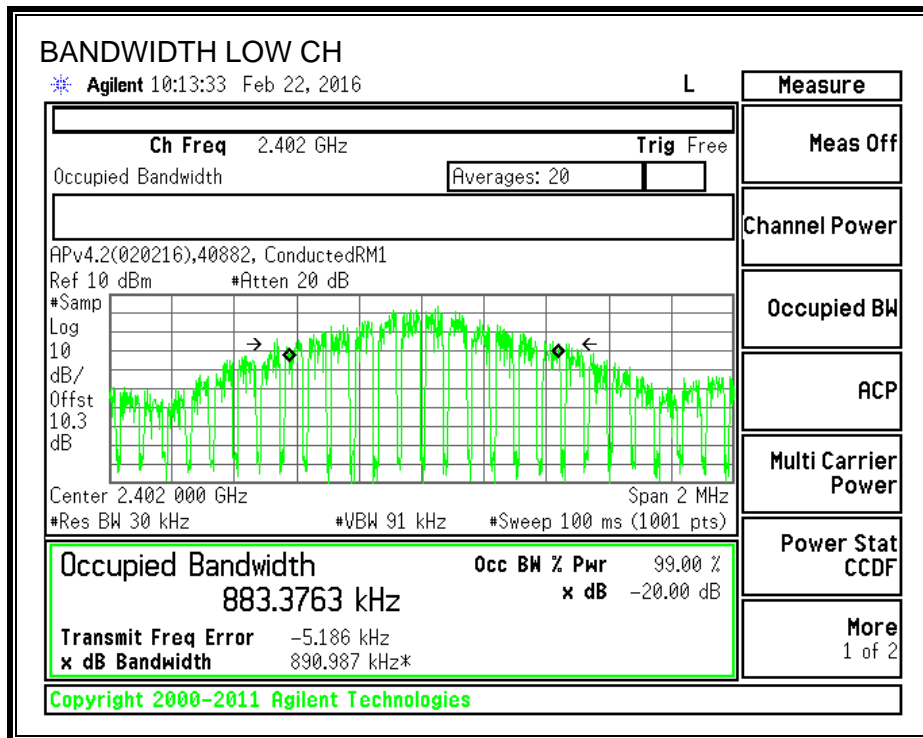 BANDWIDTH LOW CH
Agilent 10:13:33 Feb 22, 2016 L
Ch Freq 2.402 GHz Trig Free
Occupied Bandwidth Averages: 20
APv4.2(020216),40882, ConductedRM1
Ref 10 dBm #Atten 20 dB
#Samp
Log
10
dB/
Offst
10.3
dB
Center 2.402 000 GHz Span 2 MHz
#Res BW 30 kHz #VBW 91 kHz #Sweep 100 ms (1001 pts)
Occupied Bandwidth Occ BW % Pwr 99.00 %
883.3763 kHz x dB -20.00 dB
Transmit Freq Error -5.186 kHz
x dB Bandwidth 890.987 kHz*
Copyright 2000-2011 Agilent Technologies
Measure
Meas Off
Channel Power
Occupied BW
ACP
Multi Carrier
Power
Power Stat
CCDF
More
1 of 2